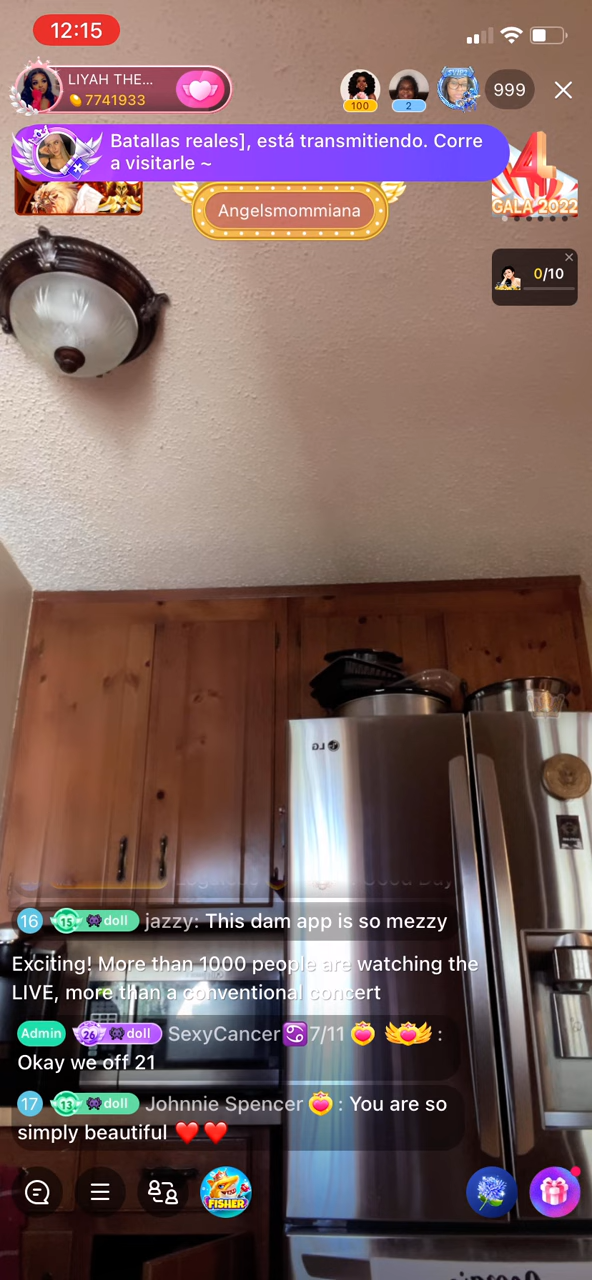 12:15
LIYAH THE...
7741933
100
2
999
Batallas reales], está transmitiendo. Corre
a visitarle ~
Angelsmommiana
GALA 2022
0/10
LG
16 15 doll jazzy: This dam app is so mezzy
Exciting! More than 1000 people are watching the
LIVE, more than a conventional concert
Admin 26 doll SexyCancer♋7/11 :
Okay we off 21
17 13 doll Johnnie Spencer : You are so
simply beautiful ❤️❤️
FISHER